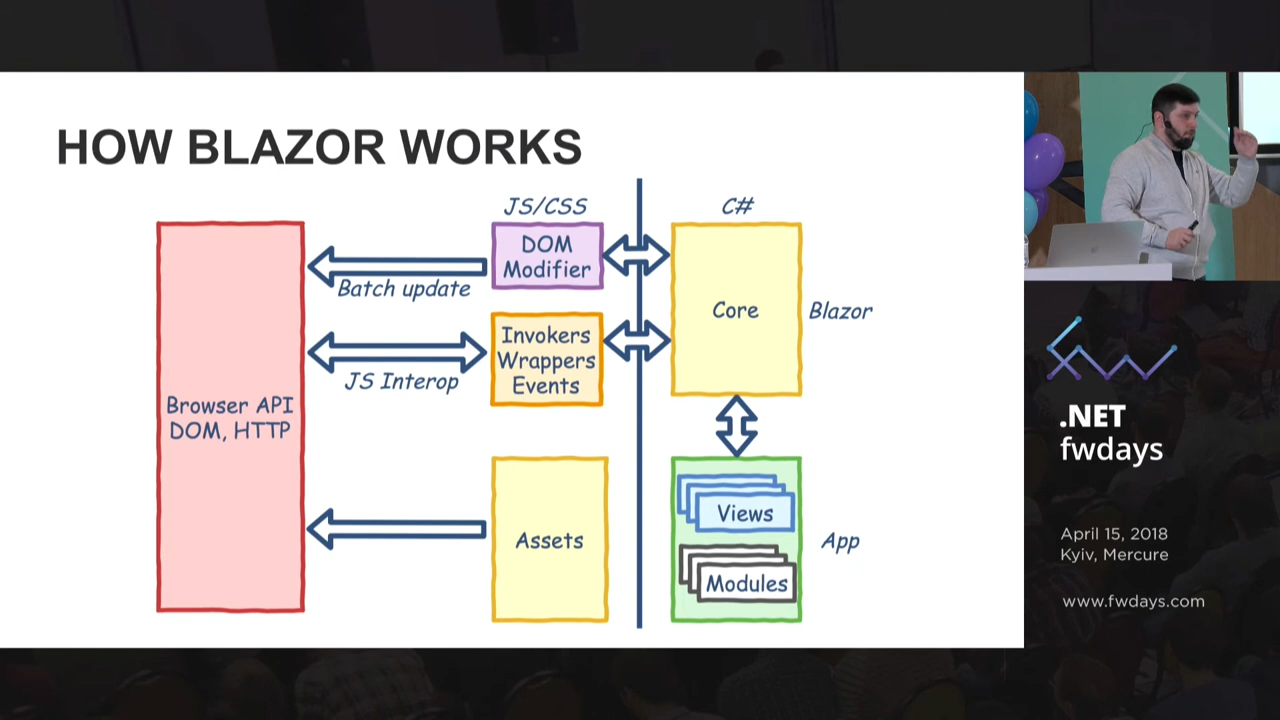 HOW BLAZOR WORKS
JS/CSS
C#
DOM
Modifier
Batch update
Invokers
Wrappers
Events
JS Interop
Core
Blazor
Browser API
DOM, HTTP
Assets
Views
Modules
App
.NET
fwdays
April 15, 2018
Kyiv, Mercure
www.fwdays.com